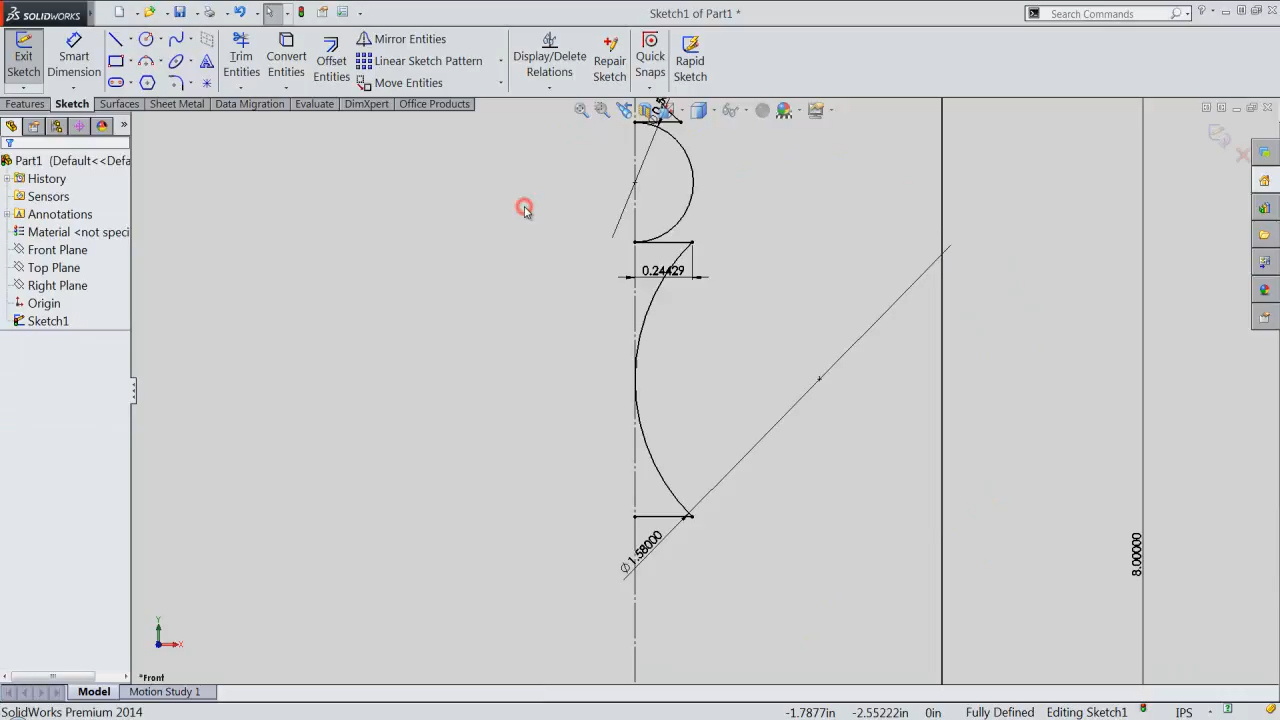 SOLIDWORKS
Sketch1 of Part1 *
Search Commands
Exit Sketch
Smart Dimension
Trim Entities
Convert Entities
Offset Entities
Mirror Entities
Linear Sketch Pattern
Move Entities
Display/Delete Relations
Repair Sketch
Quick Snaps
Rapid Sketch
Features
Sketch
Surfaces
Sheet Metal
Data Migration
Evaluate
DimXpert
Office Products
Part1 (Default<<Defa
History
Sensors
Annotations
Material <not speci
Front Plane
Top Plane
Right Plane
Origin
Sketch1
0.24429
∅1.58000
8.00000
Y
X
*Front
Model
Motion Study 1
SolidWorks Premium 2014
-1.7877in
-2.55222in
0in
Fully Defined
Editing Sketch1
IPS